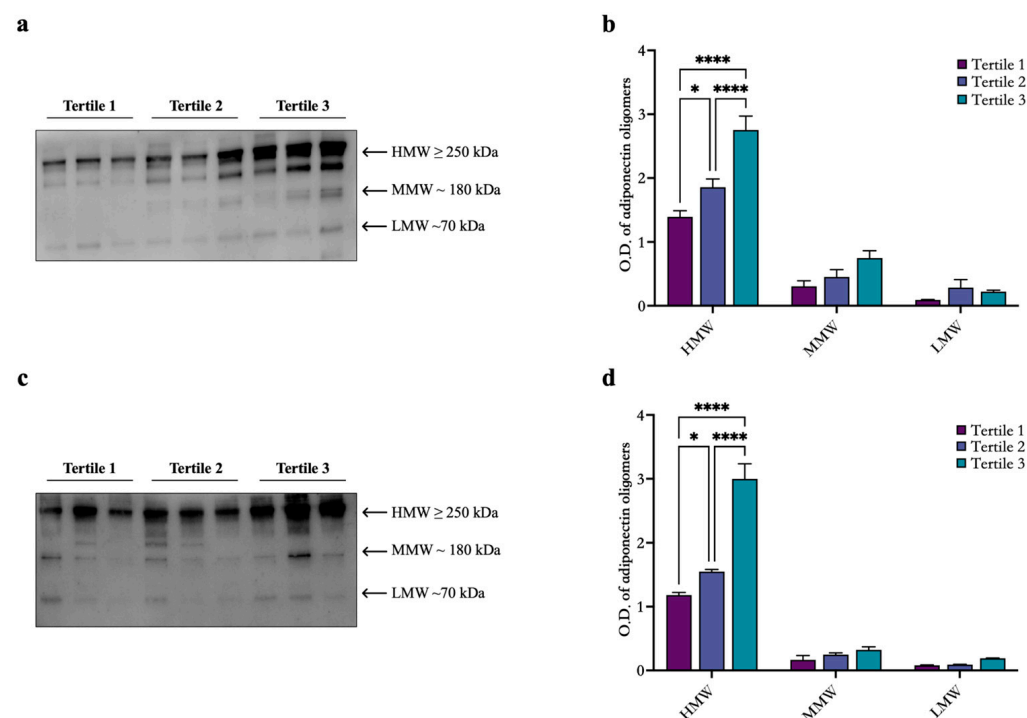 a
Tertile 1 Tertile 2 Tertile 3
HMW ≥ 250 kDa
MMW ~ 180 kDa
LMW ~70 kDa
b
O.D. of adiponectin oligomers
4
3
2
1
0
**** 
* ****
HMW MMW LMW
Tertile 1
Tertile 2
Tertile 3
c
Tertile 1 Tertile 2 Tertile 3
HMW ≥ 250 kDa
MMW ~ 180 kDa
LMW ~70 kDa
d
O.D. of adiponectin oligomers
4
3
2
1
0
****
* ****
HMW MMW LMW
Tertile 1
Tertile 2
Tertile 3